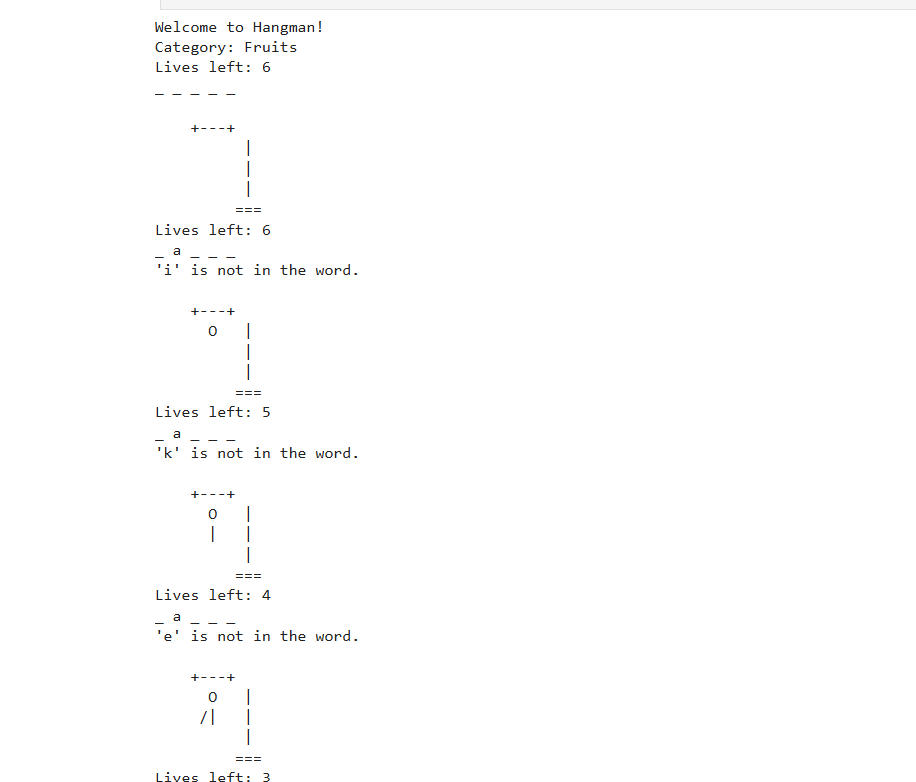 Welcome to Hangman!
Category: Fruits
Lives left: 6
_ _ _ _ _
    +---+
          |
          |
          |
         ===
Lives left: 6
_ a _ _ _
'i' is not in the word.
    +---+
      O   |
          |
          |
         ===
Lives left: 5
_ a _ _ _
'k' is not in the word.
    +---+
      O   |
      |   |
          |
         ===
Lives left: 4
_ a _ _ _
'e' is not in the word.
    +---+
      O   |
     /|   |
          |
         ===
Lives left: 3